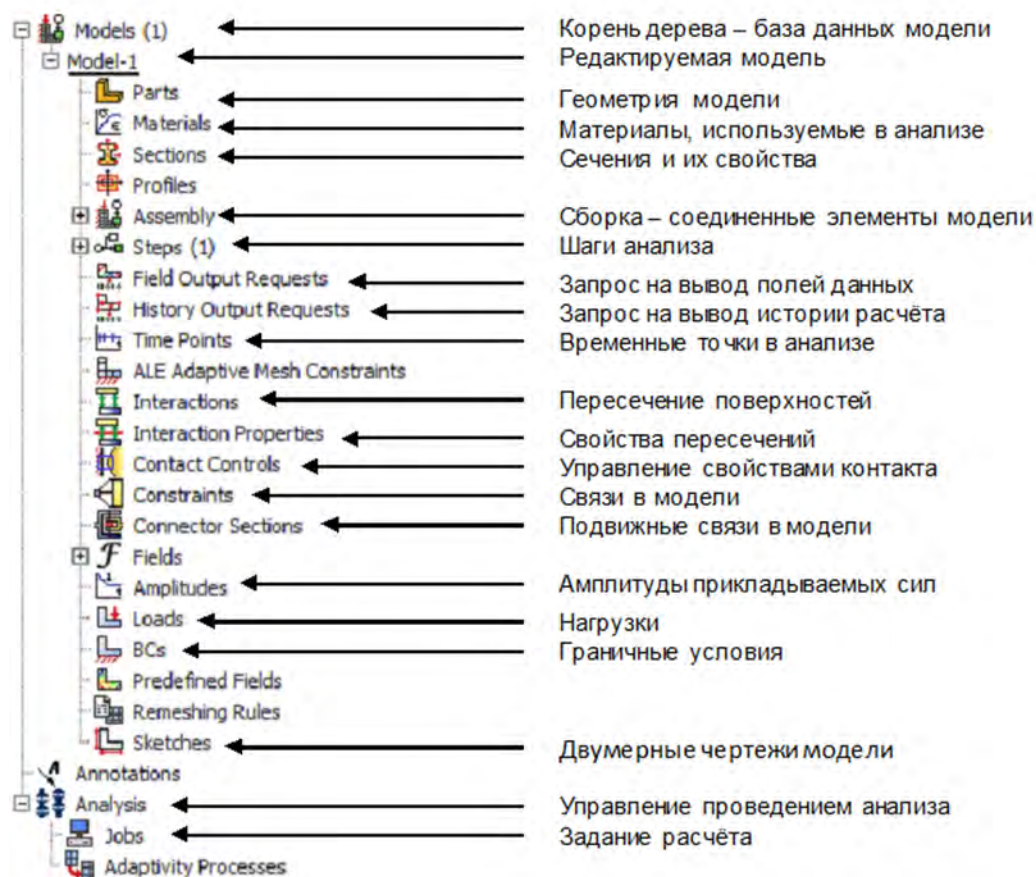 Models (1) Корень дерева – база данных модели
Model-1 Редактируемая модель
Parts Геометрия модели
Materials Материалы, используемые в анализе
Sections Сечения и их свойства
Profiles
Assembly Сборка – соединенные элементы модели
Steps (1) Шаги анализа
Field Output Requests Запрос на вывод полей данных
History Output Requests Запрос на вывод истории расчёта
Time Points Временные точки в анализе
ALE Adaptive Mesh Constraints
Interactions Пересечение поверхностей
Interaction Properties Свойства пересечений
Contact Controls Управление свойствами контакта
Constraints Связи в модели
Connector Sections Подвижные связи в модели
Fields
Amplitudes Амплитуды прикладываемых сил
Loads Нагрузки
BCs Граничные условия
Predefined Fields
Remeshing Rules
Sketches Двумерные чертежи модели
Annotations
Analysis Управление проведением анализа
Jobs Задание расчёта
Adaptivity Processes